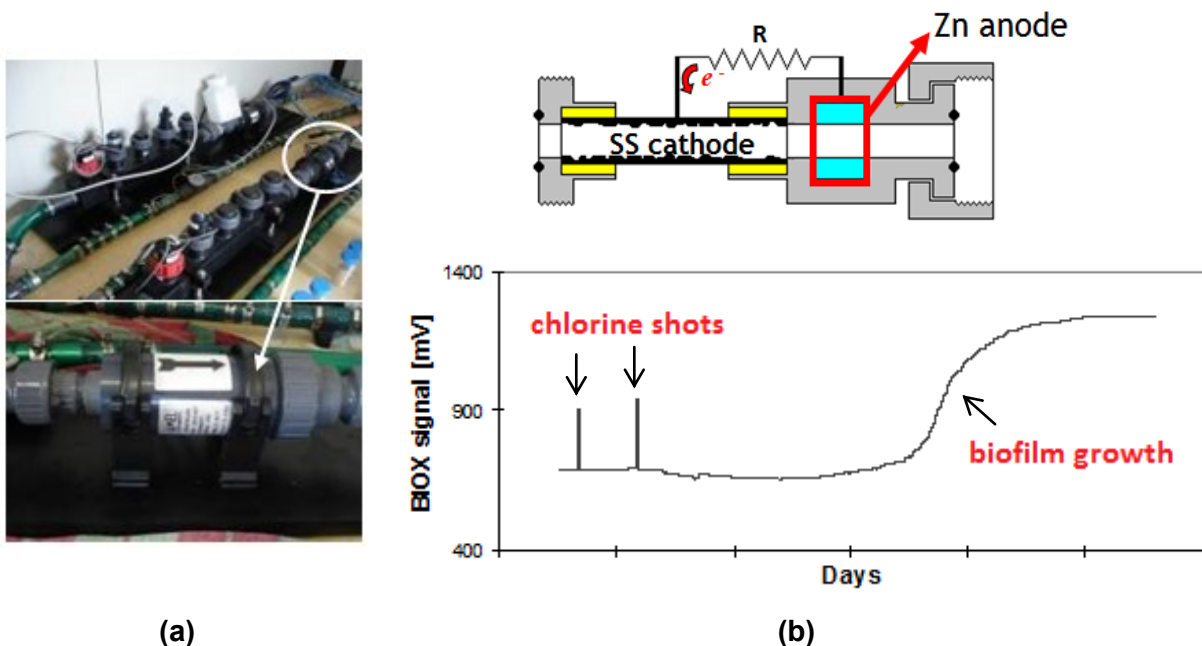 R
Zn anode
e-
SS cathode
1400
chlorine shots
900
biofilm growth
400
BIOX signal [mV]
Days
(a)
(b)